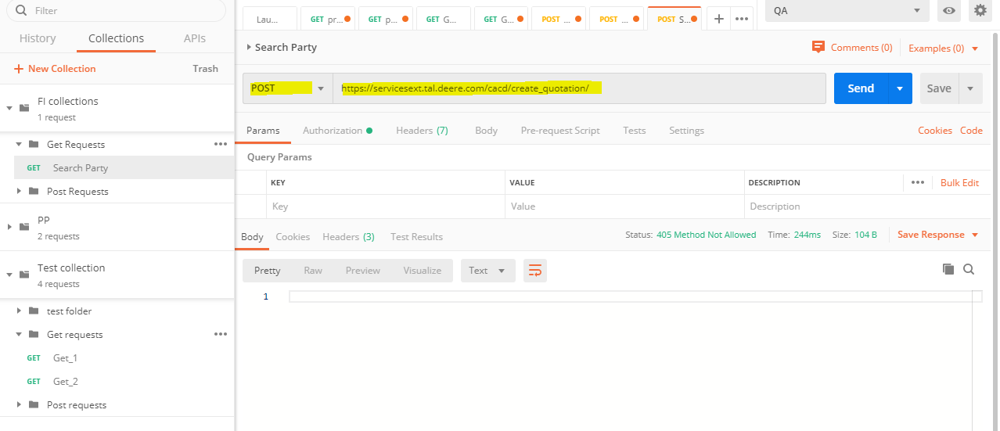 Filter
History Collections APIs
+ New Collection Trash
FI collections
1 request
Get Requests
GET Search Party
Post Requests
PP
2 requests
Test collection
4 requests
test folder
Get requests
GET Get_1
GET Get_2
Post requests
Lau... GET pr... GET p... GET G... GET G... POST ... POST ... POST S... + ••• QA
Search Party Comments (0) Examples (0)
POST https://servicesext.tal.deere.com/cacd/create_quotation/ Send Save
Params Authorization Headers (7) Body Pre-request Script Tests Settings Cookies Code
Query Params
KEY VALUE DESCRIPTION ••• Bulk Edit
Key Value Description
Body Cookies Headers (3) Test Results Status: 405 Method Not Allowed Time: 244ms Size: 104 B Save Response
Pretty Raw Preview Visualize Text
1